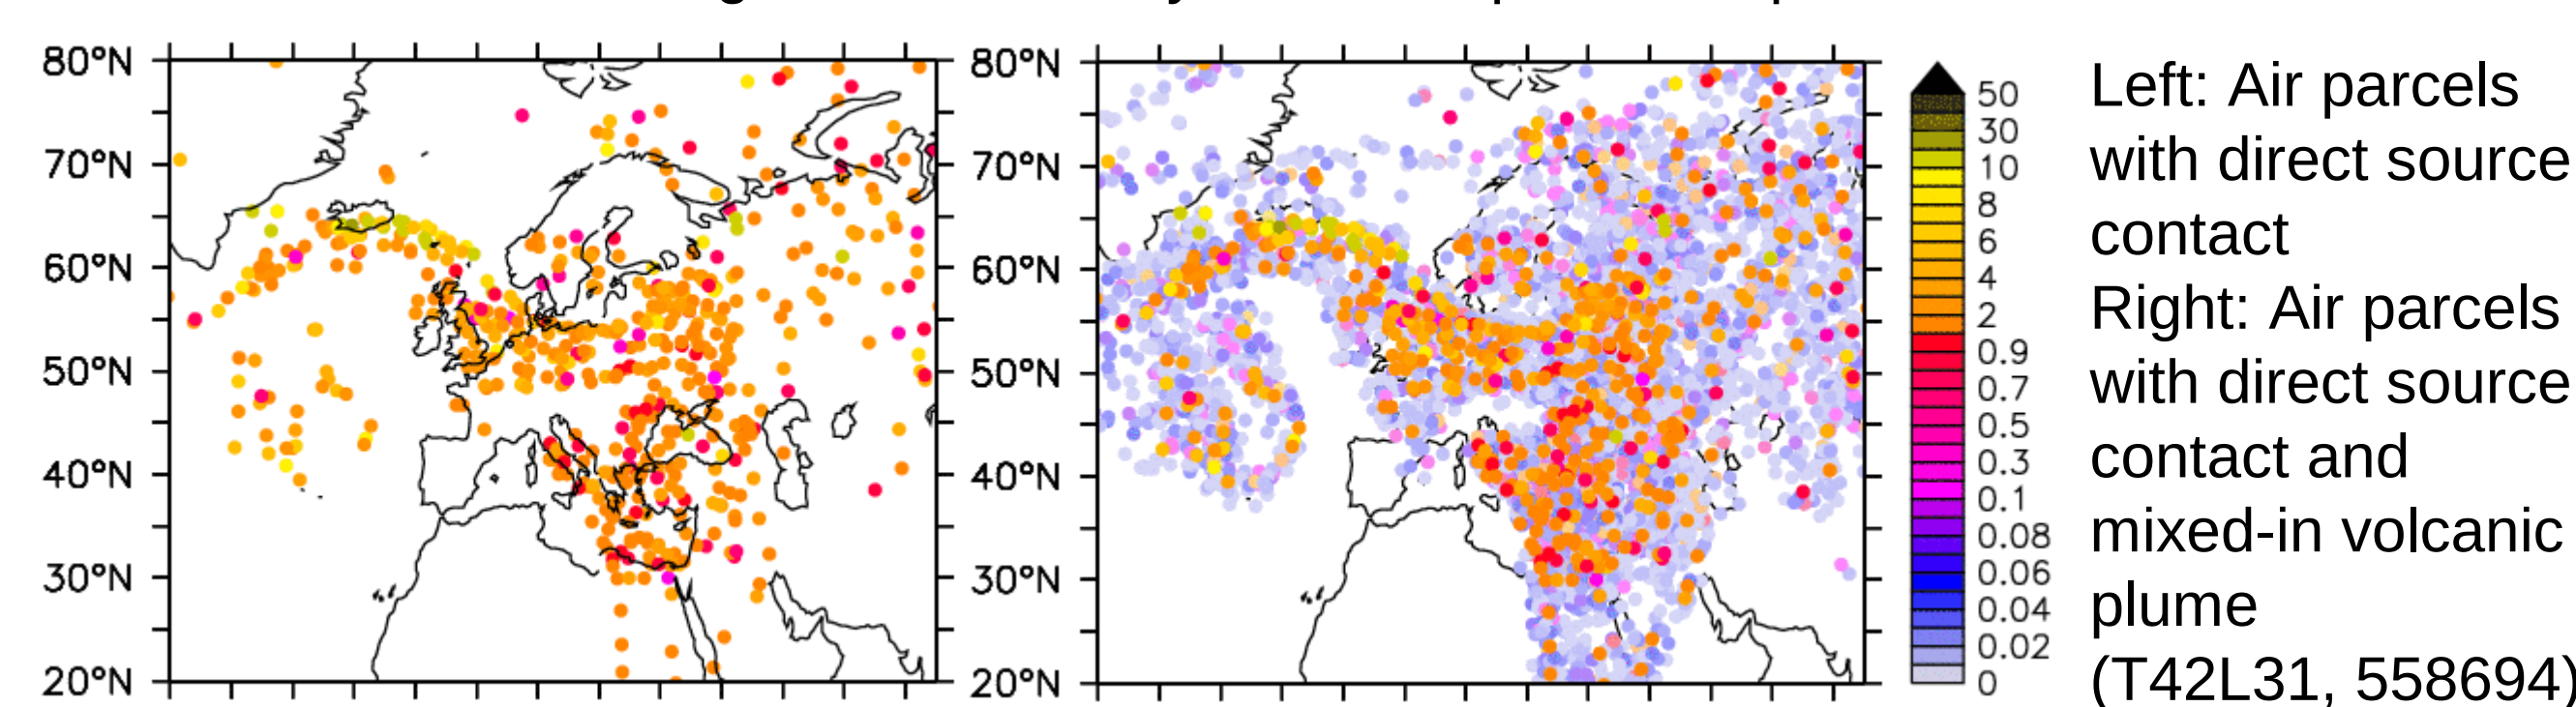 80°N
70°N
60°N
50°N
40°N
30°N
20°N
80°N
70°N
60°N
50°N
40°N
30°N
20°N
50
30
10
8
6
4
2
0.9
0.7
0.5
0.3
0.1
0.08
0.06
0.04
0.02
0
Left: Air parcels
with direct source
contact
Right: Air parcels
with direct source
contact and
mixed-in volcanic
plume
(T42L31, 558694)